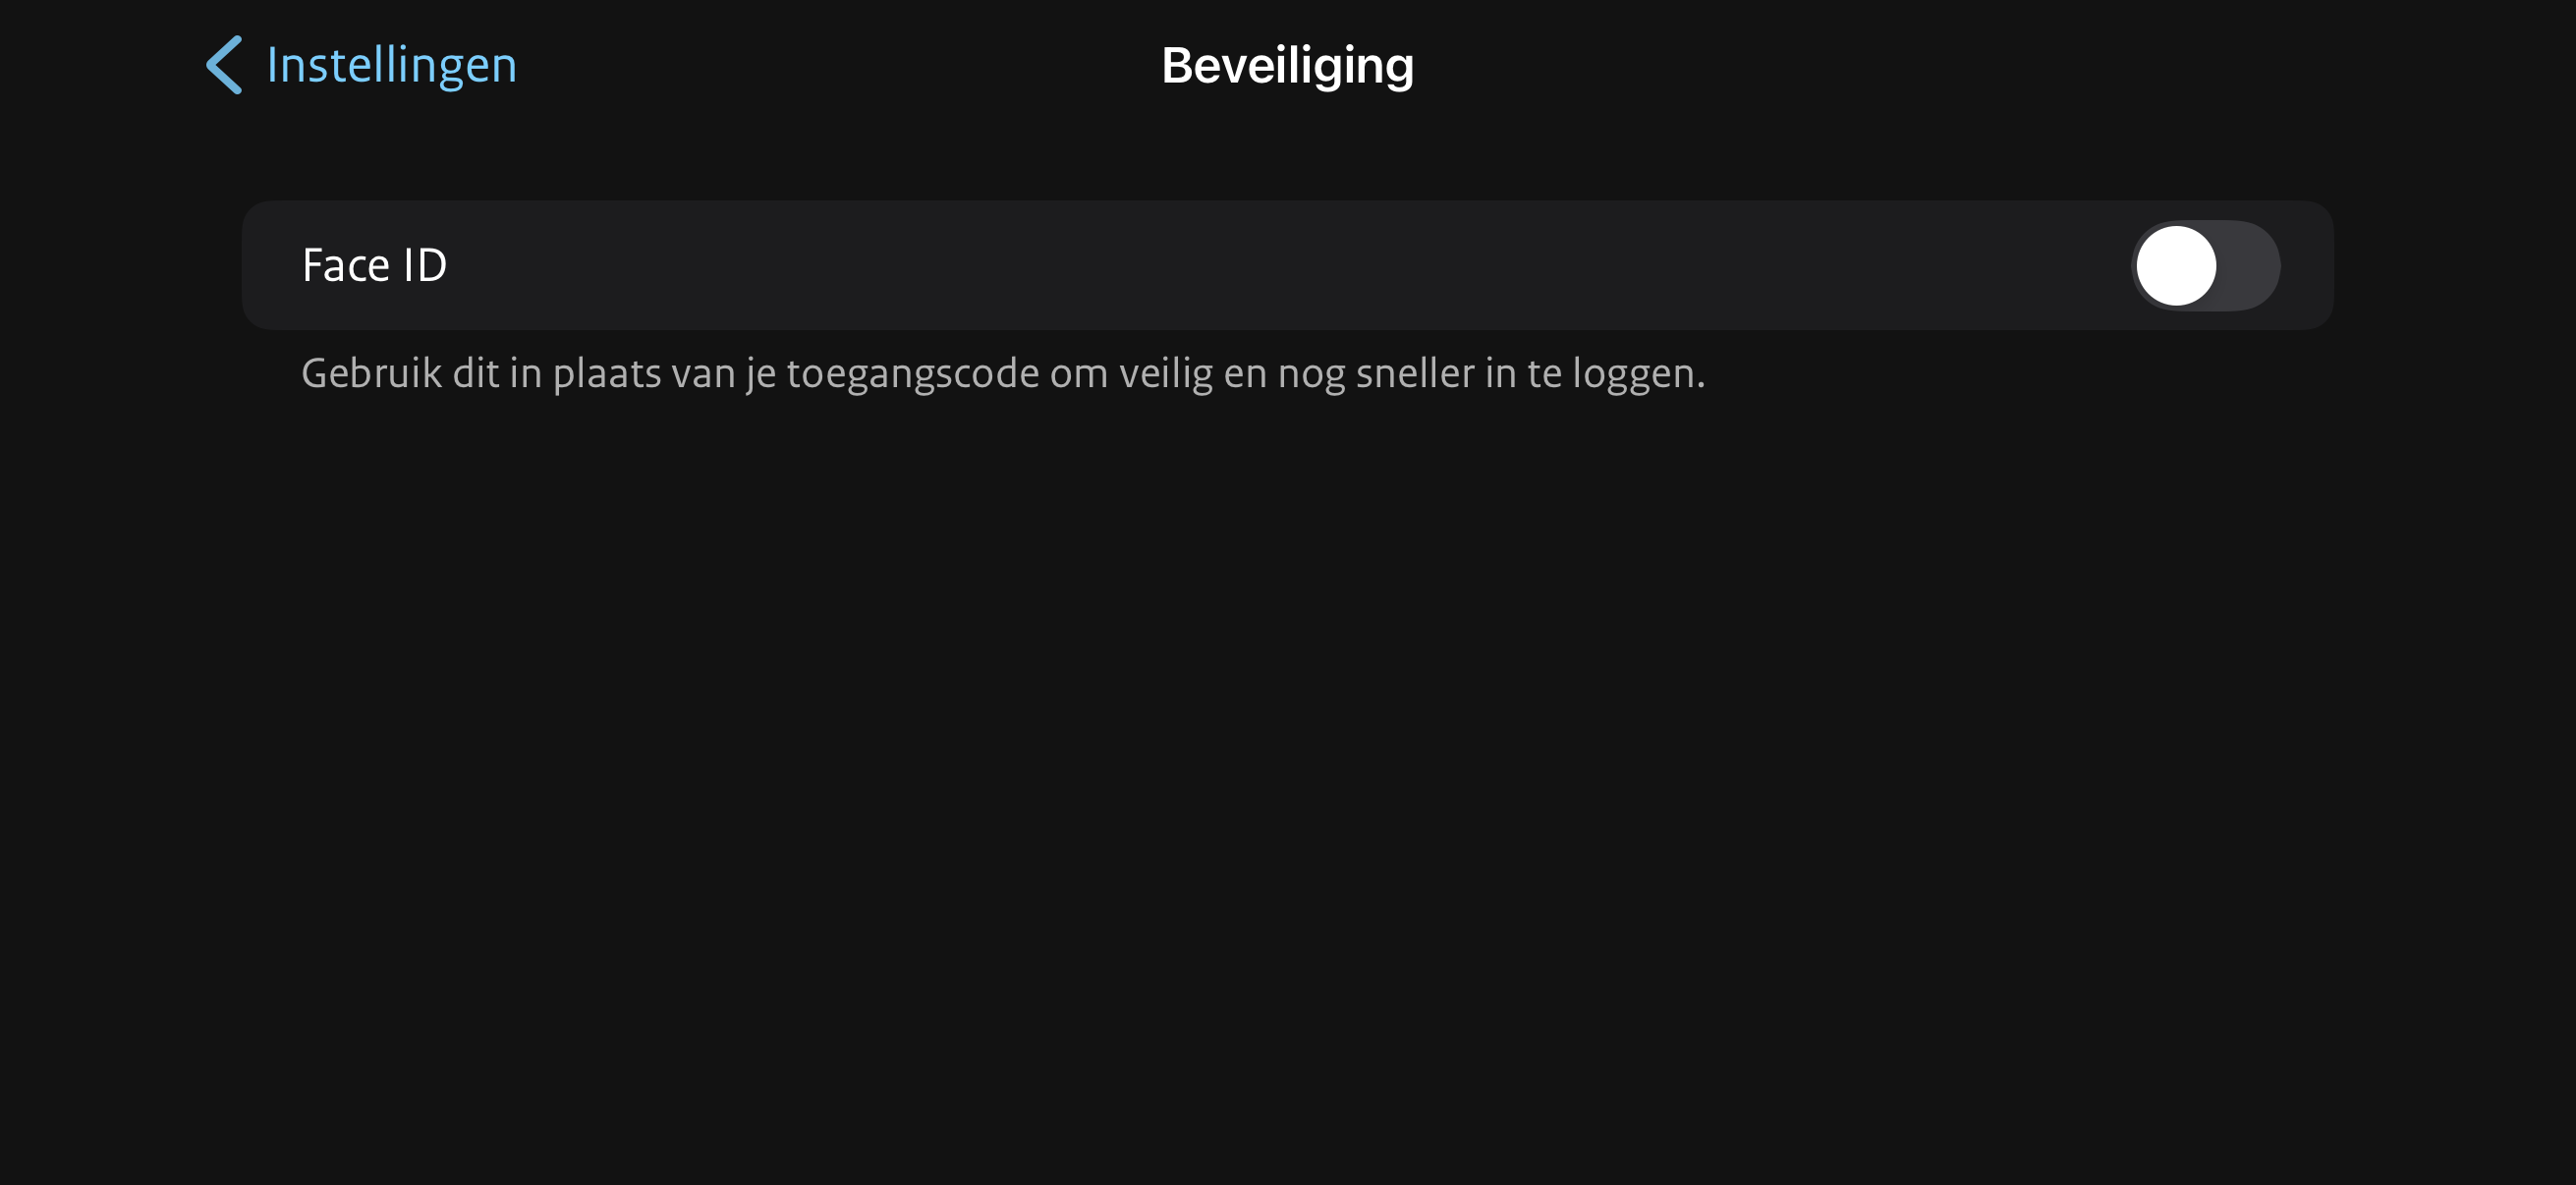 Instellingen
Beveiliging
Face ID
Gebruik dit in plaats van je toegangscode om veilig en nog sneller in te loggen.